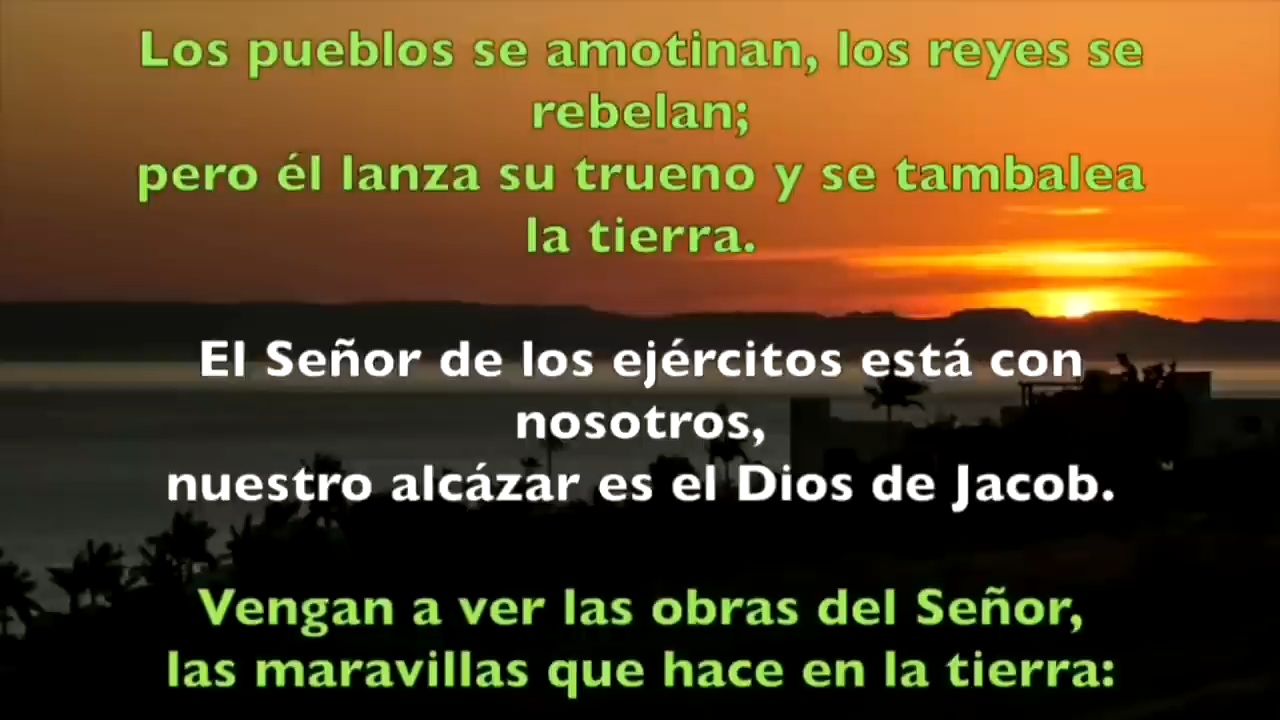 Los pueblos se amotinan, los reyes se
rebelan;
pero él lanza su trueno y se tambalea
la tierra.
El Señor de los ejércitos está con
nosotros,
nuestro alcázar es el Dios de Jacob.
Vengan a ver las obras del Señor,
las maravillas que hace en la tierra: